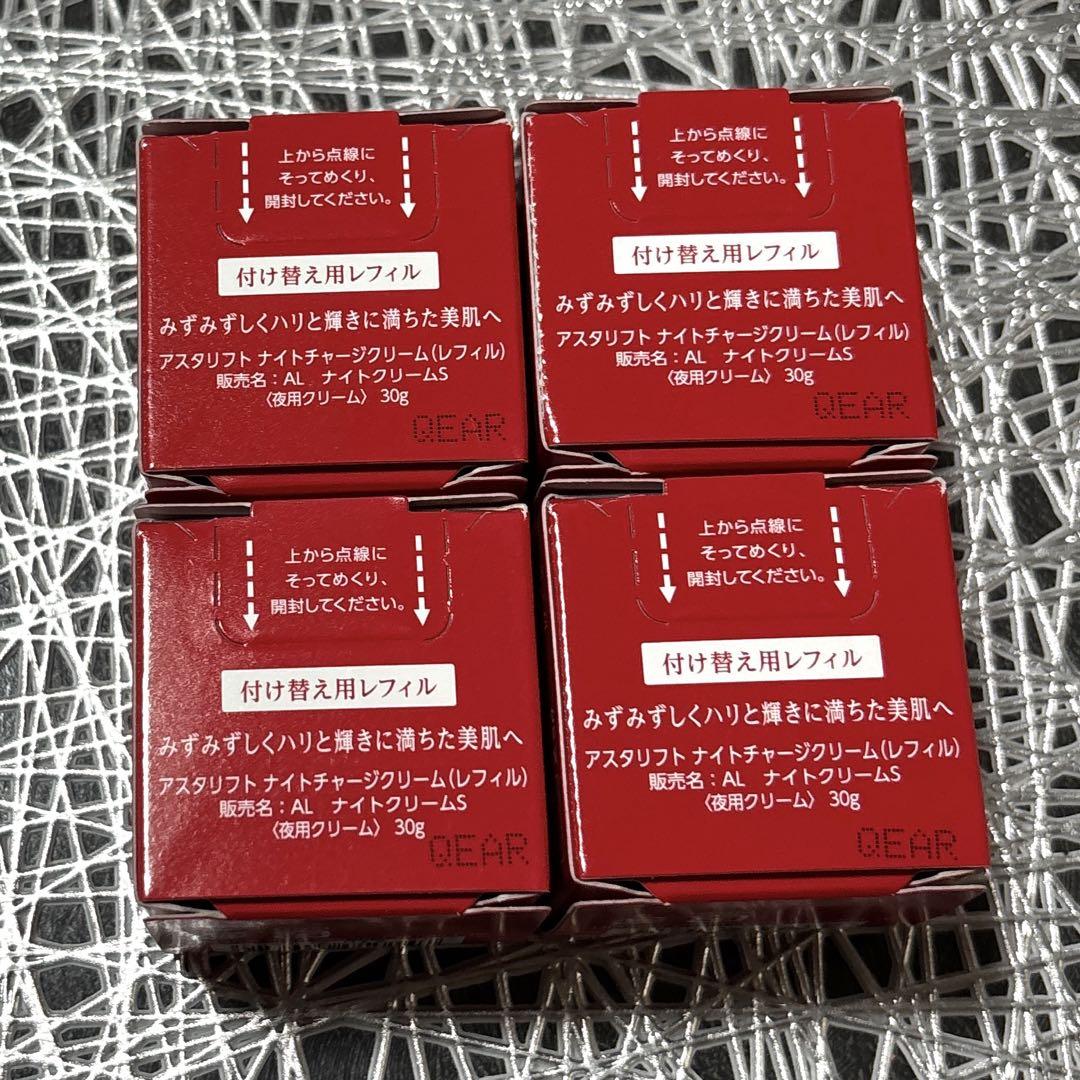 上から点線に
そってめくり、
開封してください。
付け替え用レフィル
みずみずしくハリと輝きに満ちた美肌へ
アスタリフト ナイトチャージクリーム(レフィル)
販売名：AL　ナイトクリームS
〈夜用クリーム〉 30g
QEAR
上から点線に
そってめくり、
開封してください。
付け替え用レフィル
みずみずしくハリと輝きに満ちた美肌へ
アスタリフト ナイトチャージクリーム(レフィル)
販売名：AL　ナイトクリームS
〈夜用クリーム〉 30g
QEAR
上から点線に
そってめくり、
開封してください。
付け替え用レフィル
みずみずしくハリと輝きに満ちた美肌へ
アスタリフト ナイトチャージクリーム(レフィル)
販売名：AL　ナイトクリームS
〈夜用クリーム〉 30g
QEAR
上から点線に
そってめくり、
開封してください。
付け替え用レフィル
みずみずしくハリと輝きに満ちた美肌へ
アスタリフト ナイトチャージクリーム(レフィル)
販売名：AL　ナイトクリームS
〈夜用クリーム〉 30g
QEAR